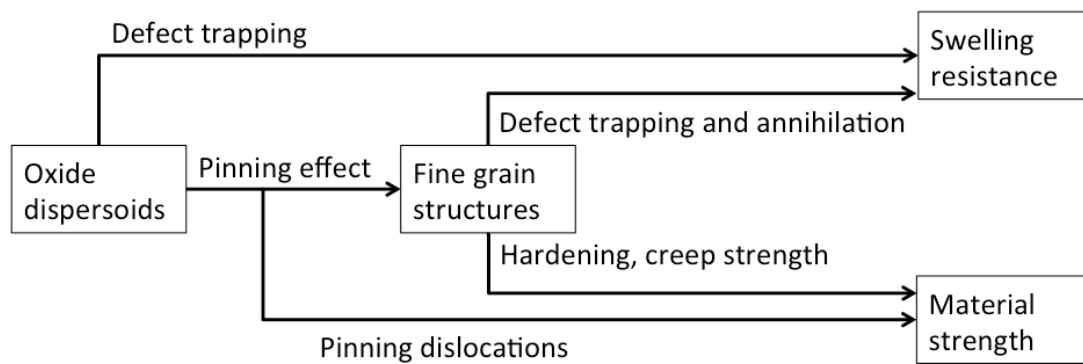 Defect trapping
Swelling
resistance
Defect trapping and annihilation
Oxide
dispersoids
Pinning effect
Fine grain
structures
Hardening, creep strength
Material
strength
Pinning dislocations